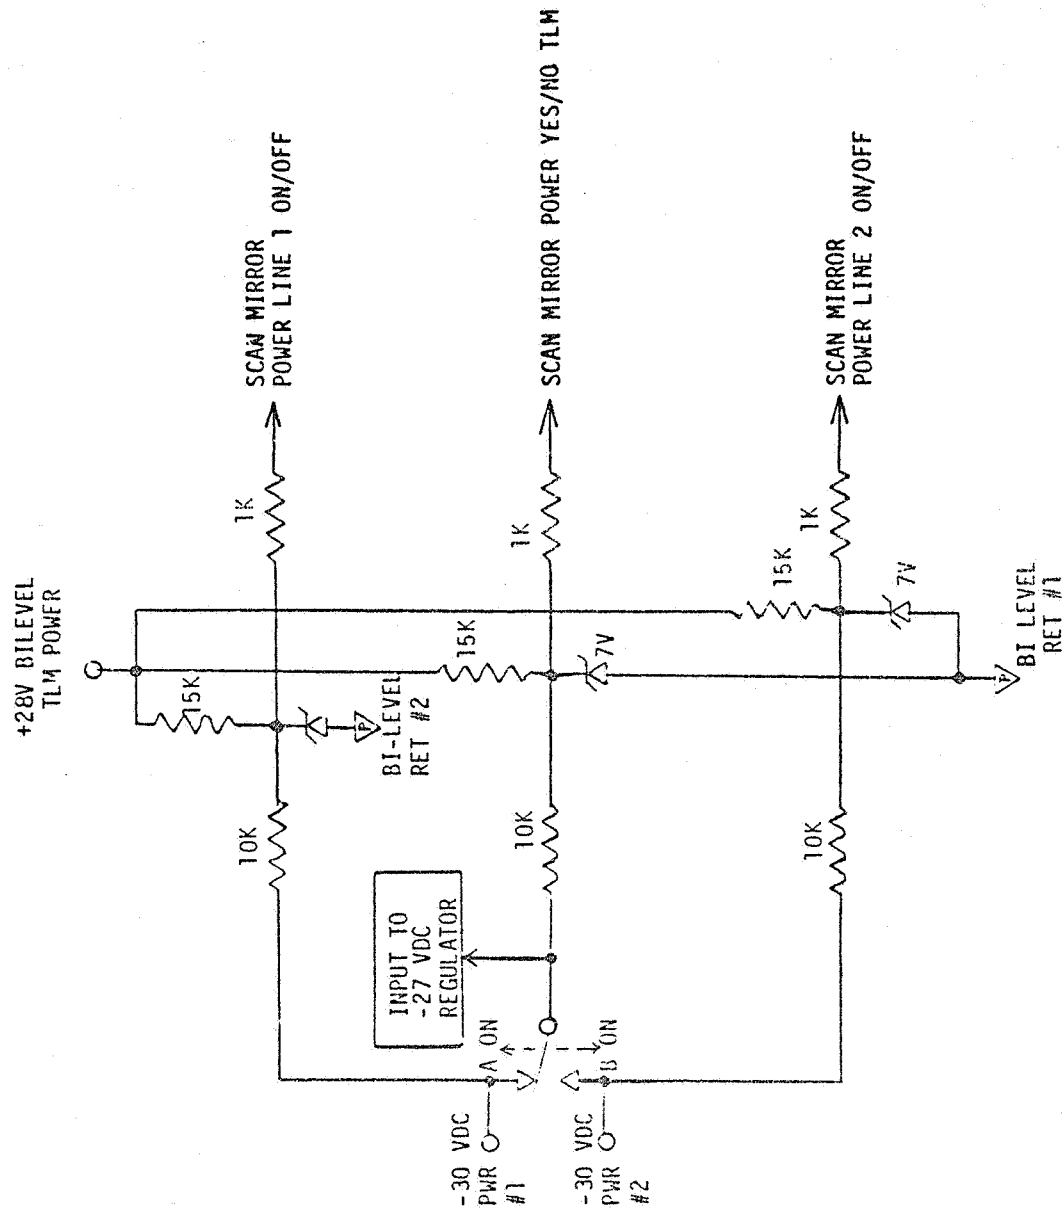 +28V BILEVEL
TLM POWER
15K
BI-LEVEL
RET #2
10K
1K
SCAN MIRROR
POWER LINE 1 ON/OFF
INPUT TO
-27 VDC
REGULATOR
15K
7V
10K
1K
SCAN MIRROR POWER YES/NO TLM
-30 VDC
PWR
#1
A ON
-30 VDC
PWR
#2
B ON
10K
15K
7V
1K
SCAN MIRROR
POWER LINE 2 ON/OFF
BI LEVEL
RET #1
P
P